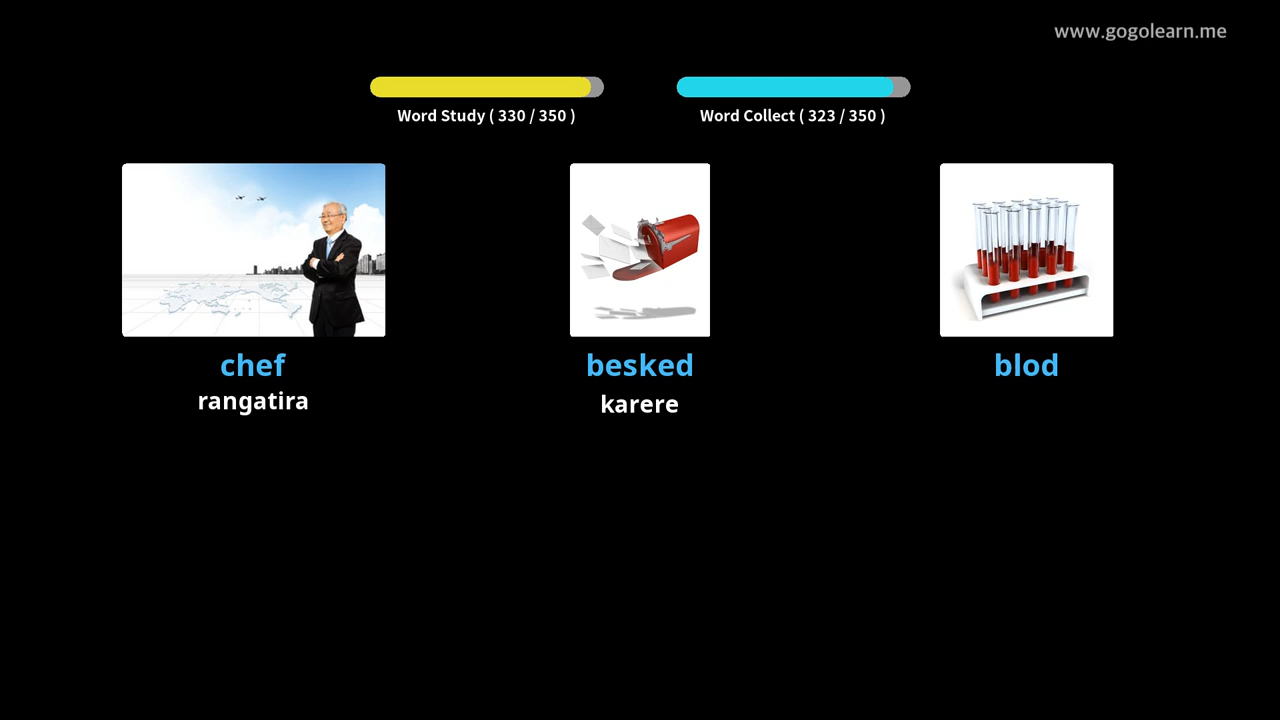 www.gogolearn.me
Word Study ( 330 / 350 )
Word Collect ( 323 / 350 )
chef
rangatira
besked
karere
blod